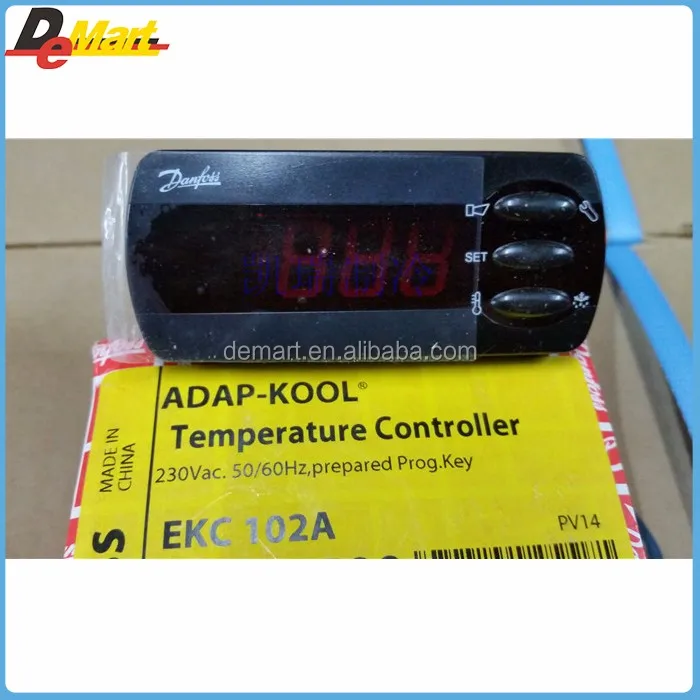 DeMart
Danfoss
SET
demart.en.alibaba.com
ADAP-KOOL®
Temperature Controller
230Vac. 50/60Hz,prepared Prog.Key
EKC 102A
PV14
MADE IN
CHINA